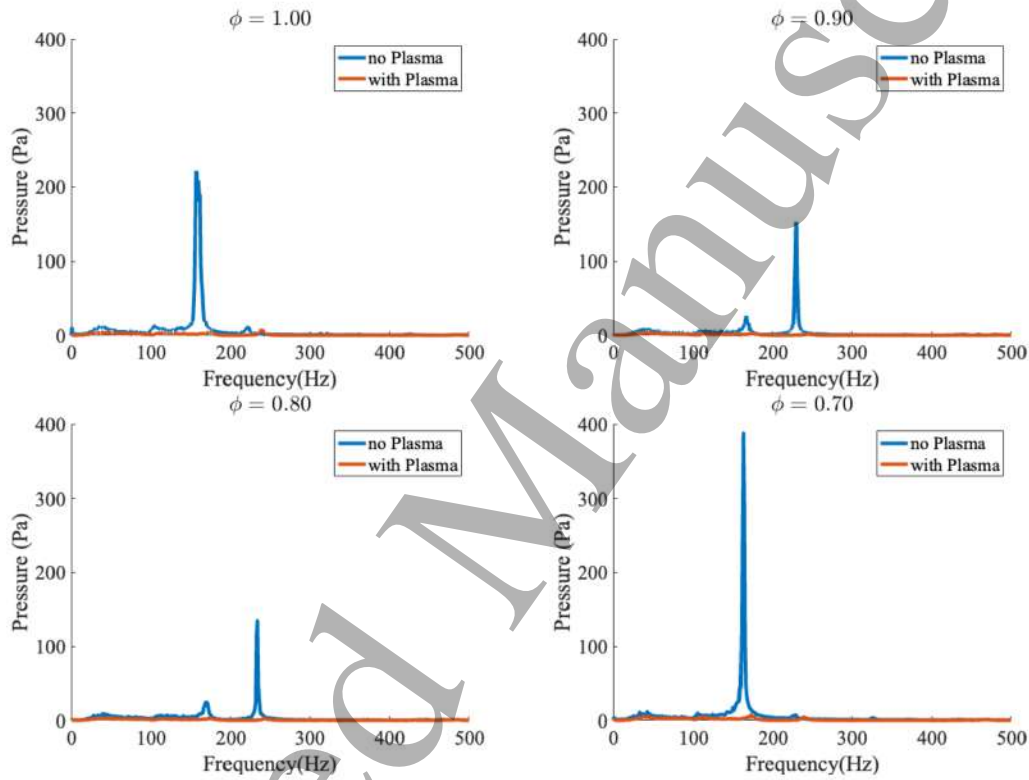 ϕ = 1.00
400
300
200
100
0
Pressure (Pa)
no Plasma
with Plasma
0 100 200 300 400 500
Frequency(Hz)
ϕ = 0.90
400
300
200
100
0
Pressure (Pa)
no Plasma
with Plasma
0 100 200 300 400 500
Frequency(Hz)
ϕ = 0.80
400
300
200
100
0
Pressure (Pa)
no Plasma
with Plasma
0 100 200 300 400 500
Frequency(Hz)
ϕ = 0.70
400
300
200
100
0
Pressure (Pa)
no Plasma
with Plasma
0 100 200 300 400 500
Frequency(Hz)
ed Manusc